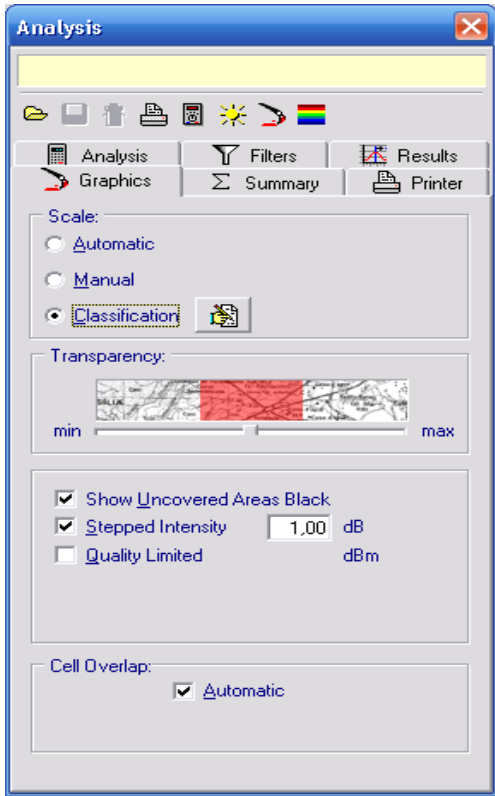 Analysis
Analysis Filters Results
Graphics Σ Summary Printer
Scale:
Automatic
Manual
Classification
Transparency:
min max
Show Uncovered Areas Black
Stepped Intensity 1,00 dB
Quality Limited dBm
Cell Overlap:
Automatic